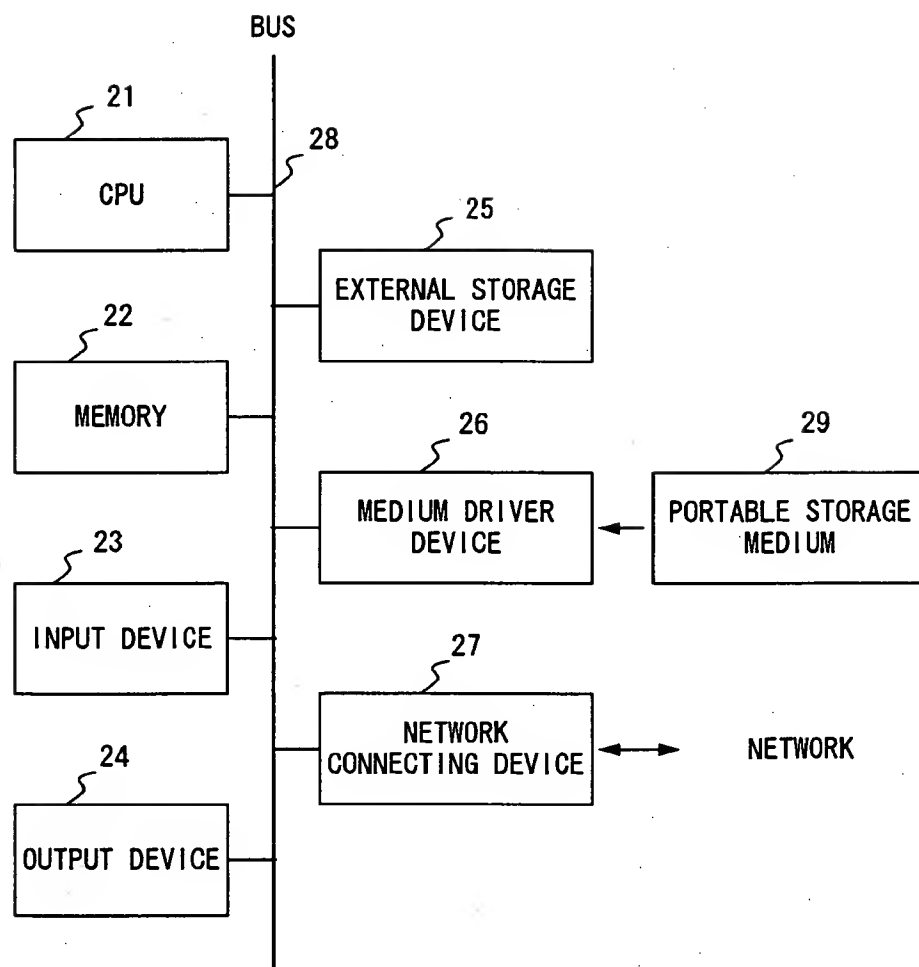 BUS
21
CPU
28
25
EXTERNAL STORAGE
DEVICE
22
MEMORY
26
MEDIUM DRIVER
DEVICE
29
PORTABLE STORAGE
MEDIUM
23
INPUT DEVICE
27
NETWORK
CONNECTING DEVICE
NETWORK
24
OUTPUT DEVICE